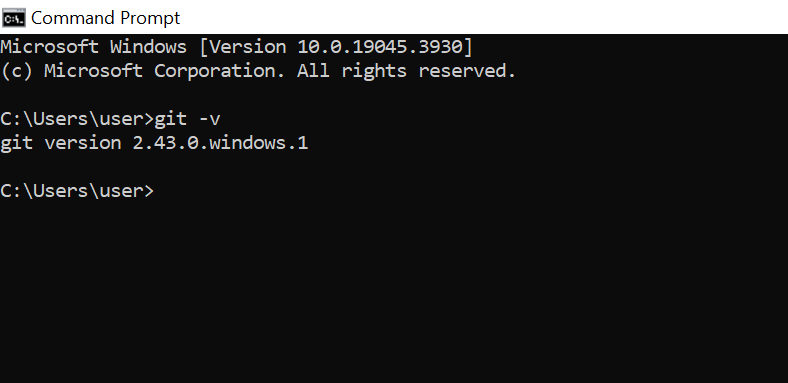 Command Prompt
Microsoft Windows [Version 10.0.19045.3930]
(c) Microsoft Corporation. All rights reserved.
C:\Users\user>git -v
git version 2.43.0.windows.1
C:\Users\user>